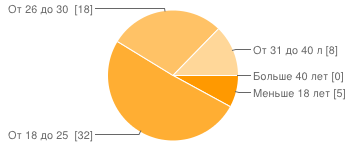 От 26 до 30 [18]
От 31 до 40 л [8]
Больше 40 лет [0]
Меньше 18 лет [5]
От 18 до 25 [32]